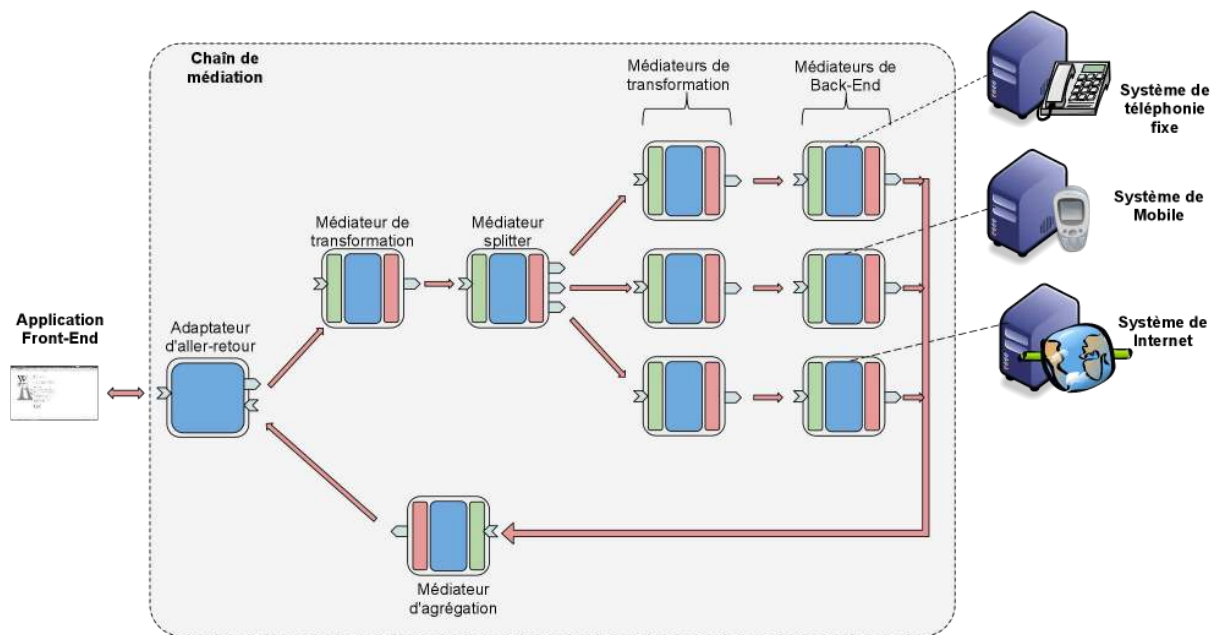 Chaîn de
médiation
Médiateurs de
transformation
Médiateurs de
Back-End
Système de
téléphonie
fixe
Système de
Mobile
Médiateur de
transformation
Médiateur
splitter
Application
Front-End
Adaptateur
d'aller-retour
Système de
Internet
Médiateur
d'agrégation